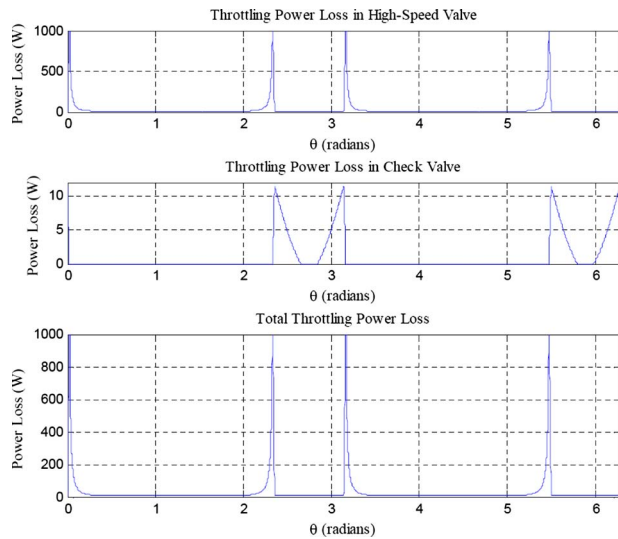 Throttling Power Loss in High-Speed Valve
Power Loss (W)
1000
500
0
0 1 2 3 4 5 6
θ (radians)
Throttling Power Loss in Check Valve
Power Loss (W)
10
5
0
0 1 2 3 4 5 6
θ (radians)
Total Throttling Power Loss
Power Loss (W)
1000
800
600
400
200
0
0 1 2 3 4 5 6
θ (radians)